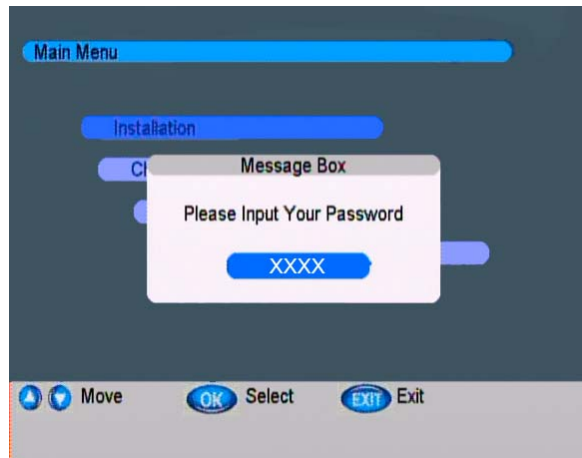 Main Menu
Installation
Message Box
Please Input Your Password
XXXX
Move OK Select EXIT Exit